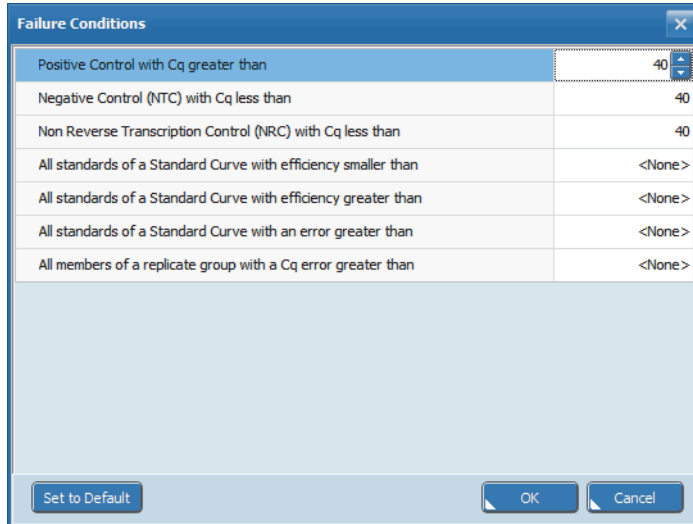 Failure Conditions
Positive Control with Cq greater than 40
Negative Control (NTC) with Cq less than 40
Non Reverse Transcription Control (NRC) with Cq less than 40
All standards of a Standard Curve with efficiency smaller than <None>
All standards of a Standard Curve with efficiency greater than <None>
All standards of a Standard Curve with an error greater than <None>
All members of a replicate group with a Cq error greater than <None>
Set to Default OK Cancel